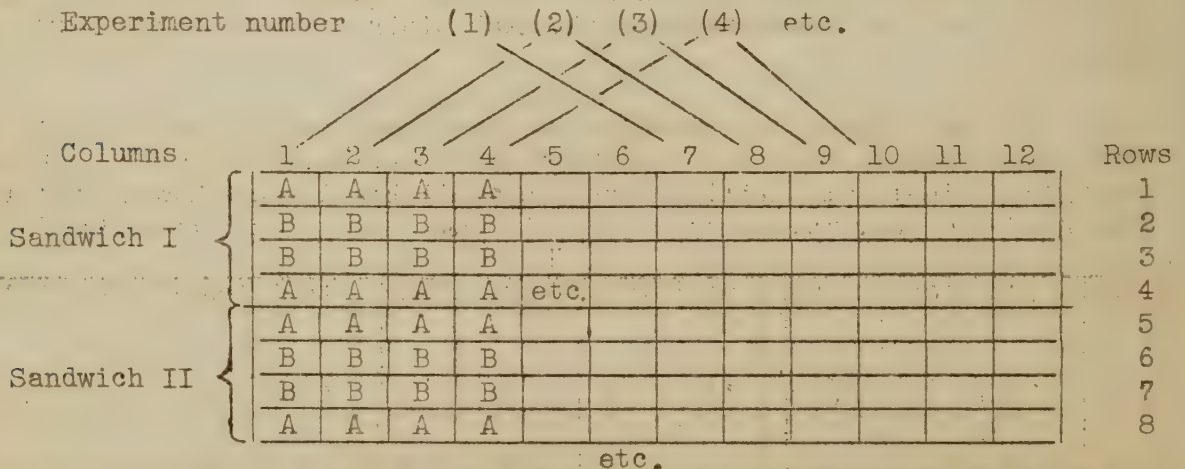 Experiment number (1) (2) (3) (4) etc.
Columns 1 2 3 4 5 6 7 8 9 10 11 12 Rows
A A A A 1
Sandwich I
B B B B 2
B B B B 3
A A A A etc. 4
A A A A 5
Sandwich II
B B B B 6
B B B B 7
A A A A 8
etc.